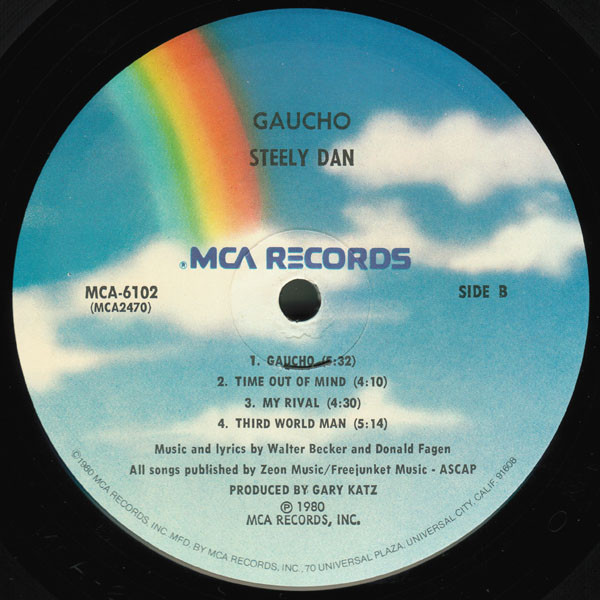 GAUCHO
STEELY DAN
® MCA RECORDS
MCA-6102
(MCA2470)
SIDE B
1. GAUCHO (5:32)
2. TIME OUT OF MIND (4:10)
3. MY RIVAL (4:30)
4. THIRD WORLD MAN (5:14)
Music and lyrics by Walter Becker and Donald Fagen
All songs published by Zeon Music/Freejunket Music - ASCAP
PRODUCED BY GARY KATZ
℗ 1980
MCA RECORDS, INC.
©1980 MCA RECORDS, INC. MFD. BY MCA RECORDS, INC., 70 UNIVERSAL PLAZA, UNIVERSAL CITY, CALIF. 91608